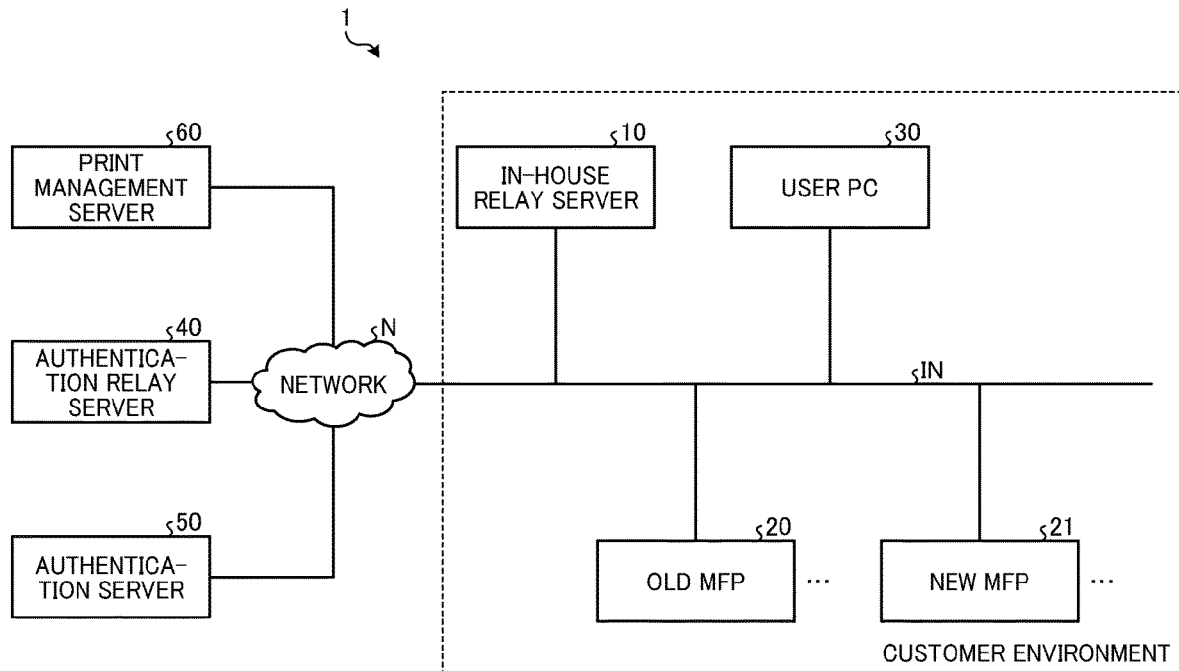 1
60
PRINT
MANAGEMENT
SERVER
10
IN-HOUSE
RELAY SERVER
30
USER PC
40
AUTHENTICA-
TION RELAY
SERVER
N
NETWORK
IN
50
AUTHENTICA-
TION SERVER
20
OLD MFP
...
21
NEW MFP
...
CUSTOMER ENVIRONMENT